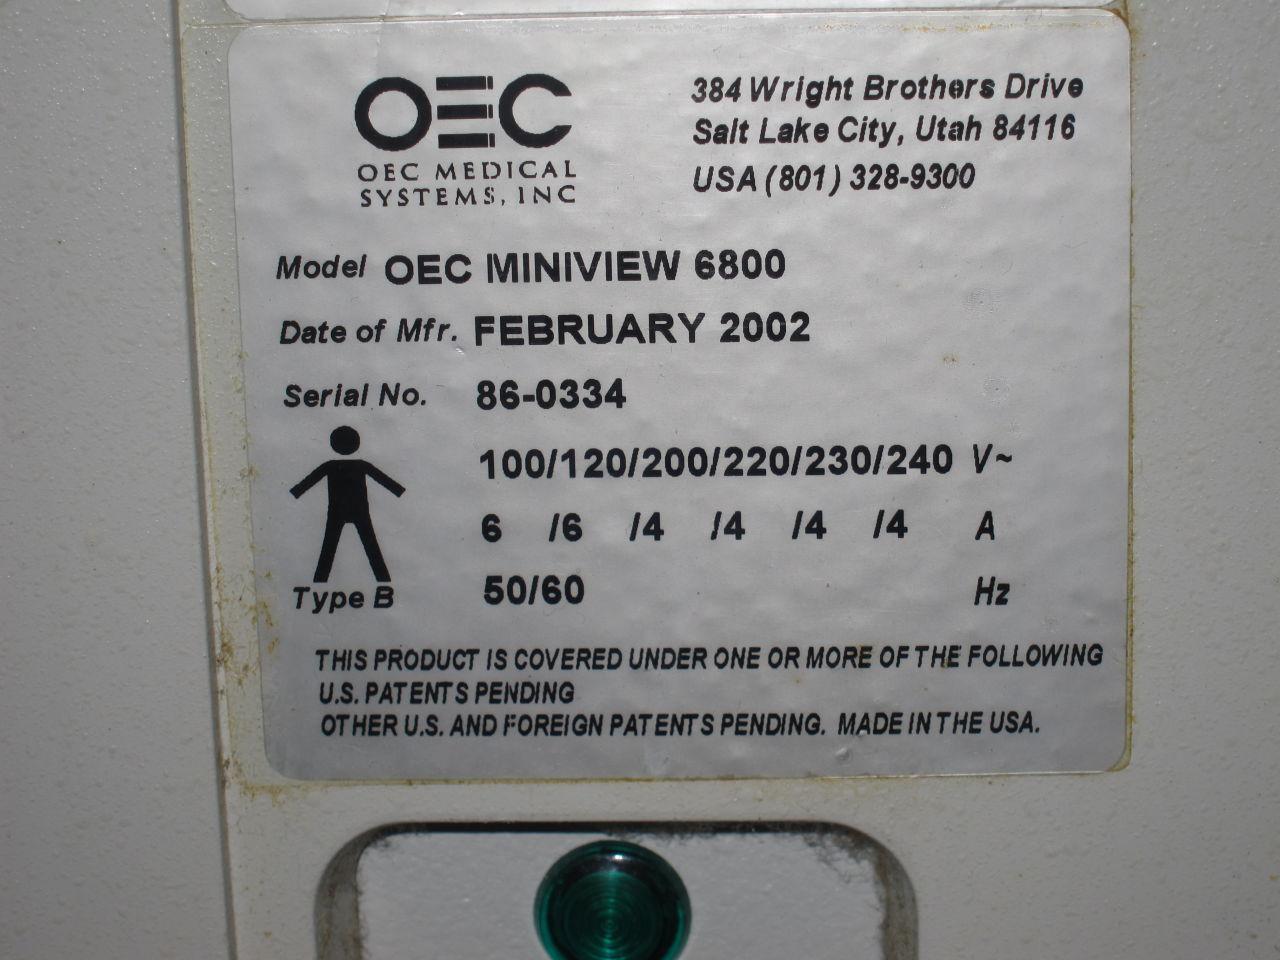 OEC
OEC MEDICAL
SYSTEMS, INC
384 Wright Brothers Drive
Salt Lake City, Utah 84116
USA (801) 328-9300
Model OEC MINIVIEW 6800
Date of Mfr. FEBRUARY 2002
Serial No. 86-0334
100/120/200/220/230/240 V~
6 /6 /4 /4 /4 /4 A
50/60 Hz
Type B
THIS PRODUCT IS COVERED UNDER ONE OR MORE OF THE FOLLOWING
U.S. PATENTS PENDING
OTHER U.S. AND FOREIGN PATENTS PENDING. MADE IN THE USA.